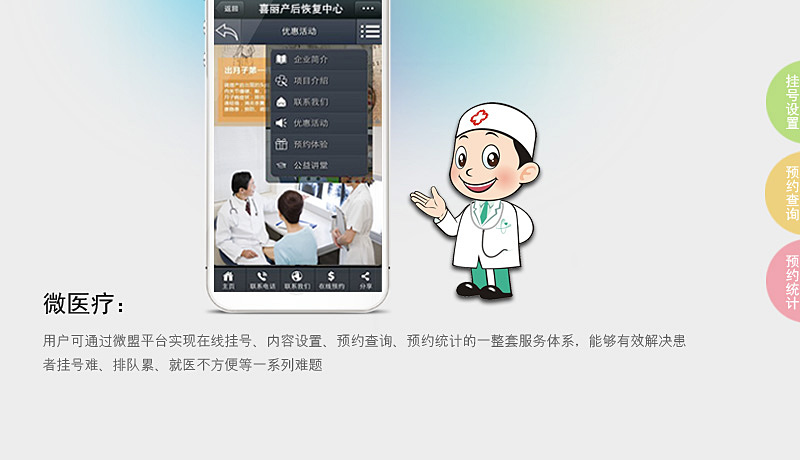 返回
喜丽产后恢复中心
优惠活动
企业简介
项目介绍
联系我们
优惠活动
预约体验
公益讲堂
出月子第一
主页
联系电话
联系我们
在线预约
分享
挂号设置
预约查询
预约统计
微医疗：
用户可通过微盟平台实现在线挂号、内容设置、预约查询、预约统计的一整套服务体系，能够有效解决患
者挂号难、排队累、就医不方便等一系列难题